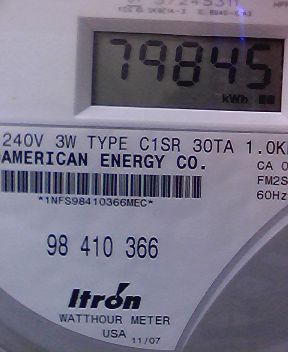 79845
kWh
240V 3W TYPE C1SR 30TA 1.0K
AMERICAN ENERGY CO.
CA 0
FM2S
60Hz
*1NFS98410366MEC*
98 410 366
Itron
WATTHOUR METER
USA 11/07